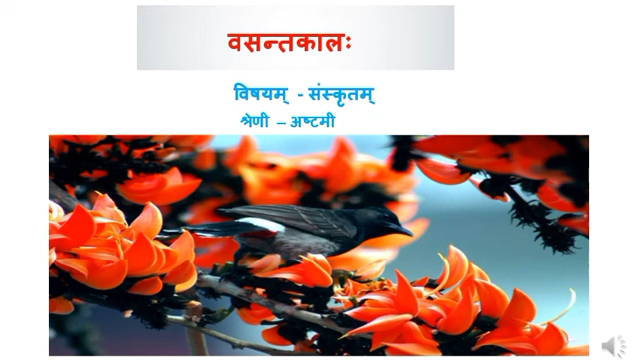 वसन्तकालः
विषयम् - संस्कृतम्
श्रेणी – अष्टमी